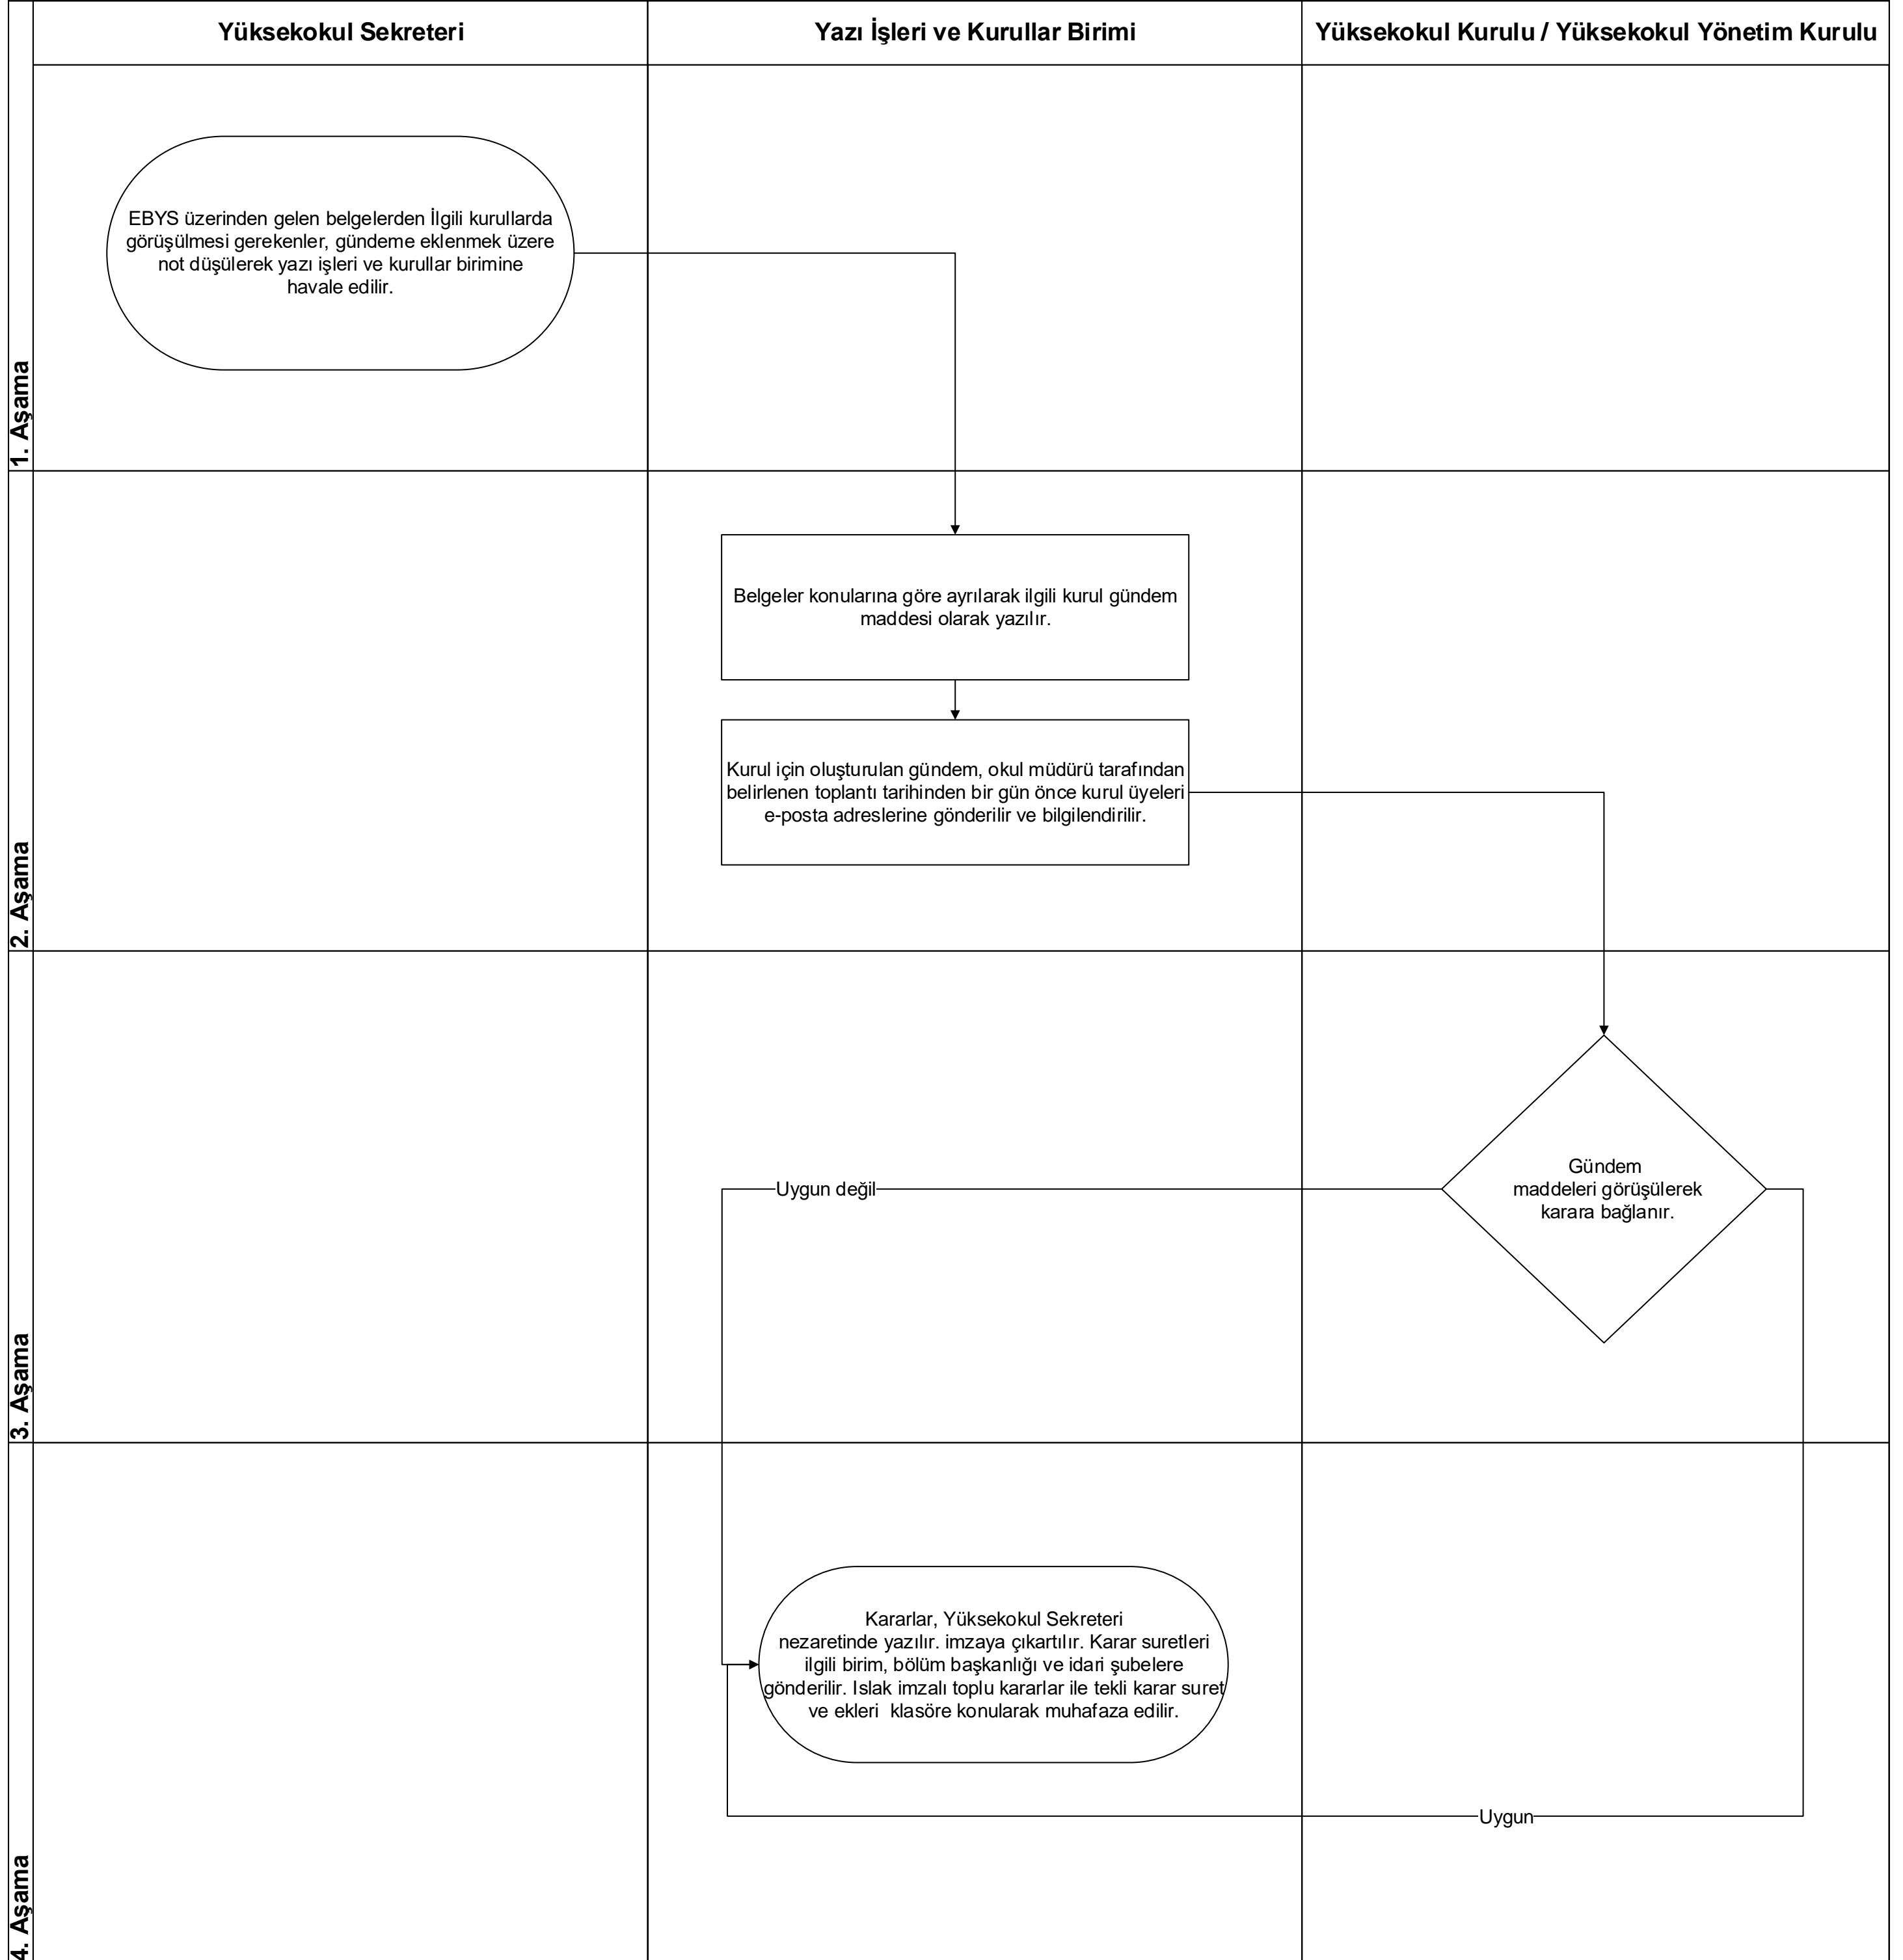 Yüksekokul Sekreteri
Yazı İşleri ve Kurullar Birimi
Yüksekokul Kurulu / Yüksekokul Yönetim Kurulu
1. Aşama
EBYS üzerinden gelen belgelerden İlgili kurullarda
görüşülmesi gerekenler, gündeme eklenmek üzere
not düşülerek yazı işleri ve kurullar birimine
havale edilir.
2. Aşama
Belgeler konularına göre ayrılarak ilgili kurul gündem
maddesi olarak yazılır.
Kurul için oluşturulan gündem, okul müdürü tarafından
belirlenen toplantı tarihinden bir gün önce kurul üyeleri
e-posta adreslerine gönderilir ve bilgilendirilir.
3. Aşama
Gündem
maddeleri görüşülerek
karara bağlanır.
Uygun değil
4. Aşama
Kararlar, Yüksekokul Sekreteri
nezaretinde yazılır. imzaya çıkartılır. Karar suretleri
ilgili birim, bölüm başkanlığı ve idari şubelere
gönderilir. Islak imzalı toplu kararlar ile tekli karar suret
ve ekleri  klasöre konularak muhafaza edilir.
Uygun